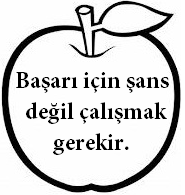 Başarı için şans
değil çalışmak
gerekir.